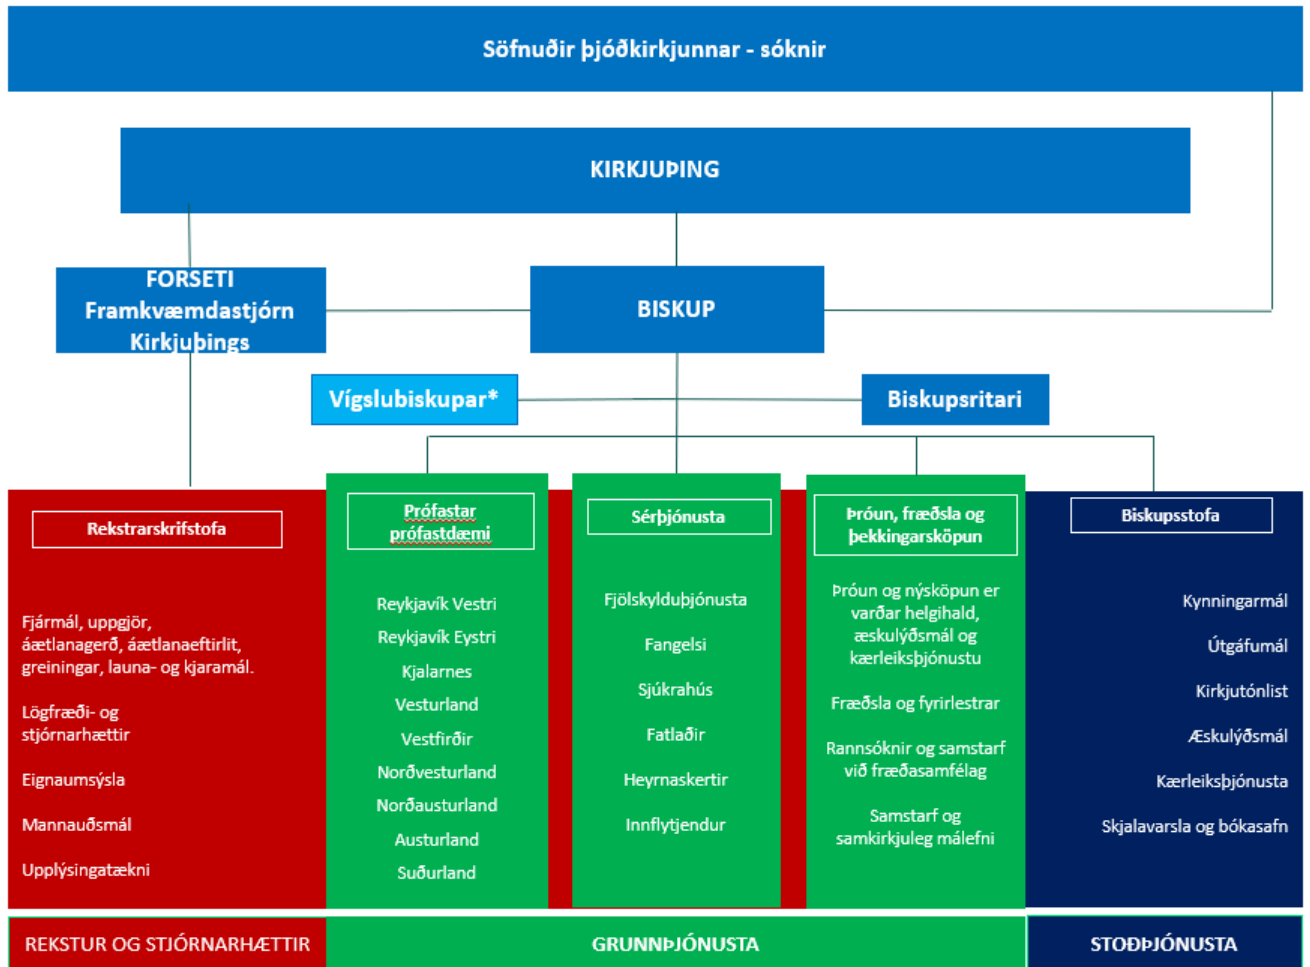 Söfnuðir þjóðkirkjunnar - sóknir
KIRKJUÞING
FORSETI
Framkvæmdastjórn
Kirkjuþings
BISKUP
Vígslubiskupar*
Biskupsritari
Rekstrarskrifstofa
Fjármál, uppgjör,
áætlanagerð, áætlanaeftirlit,
greiningar, launa- og kjaramál.
Lögfræði- og
stjórnarhættir
Eignaumsýsla
Mannauðsmál
Upplýsingatækni
Prófastar
prófastdæmi
Reykjavík Vestri
Reykjavík Eystri
Kjalarnes
Vesturland
Vestfirðir
Norðvesturland
Norðausturland
Austurland
Suðurland
Sérþjónusta
Fjölskylduþjónusta
Fangelsi
Sjúkrahús
Fatlaðir
Heyrnaskertir
Innflytjendur
Þróun, fræðsla og
þekkingarsköpun
Þróun og nýsköpun er
varðar helgihald,
æskulýðsmál og
kærleiksþjónustu
Fræðsla og fyrirlestrar
Rannsóknir og samstarf
við fræðasamfélag
Samstarf og
samkirkjuleg málefni
Biskupsstofa
Kynningarmál
Útgáfumál
Kirkjutónlist
Æskulýðsmál
Kærleiksþjónusta
Skjalavarsla og bókasafn
REKSTUR OG STJÓRNARHÆTTIR
GRUNNÞJÓNUSTA
STOÐÞJÓNUSTA